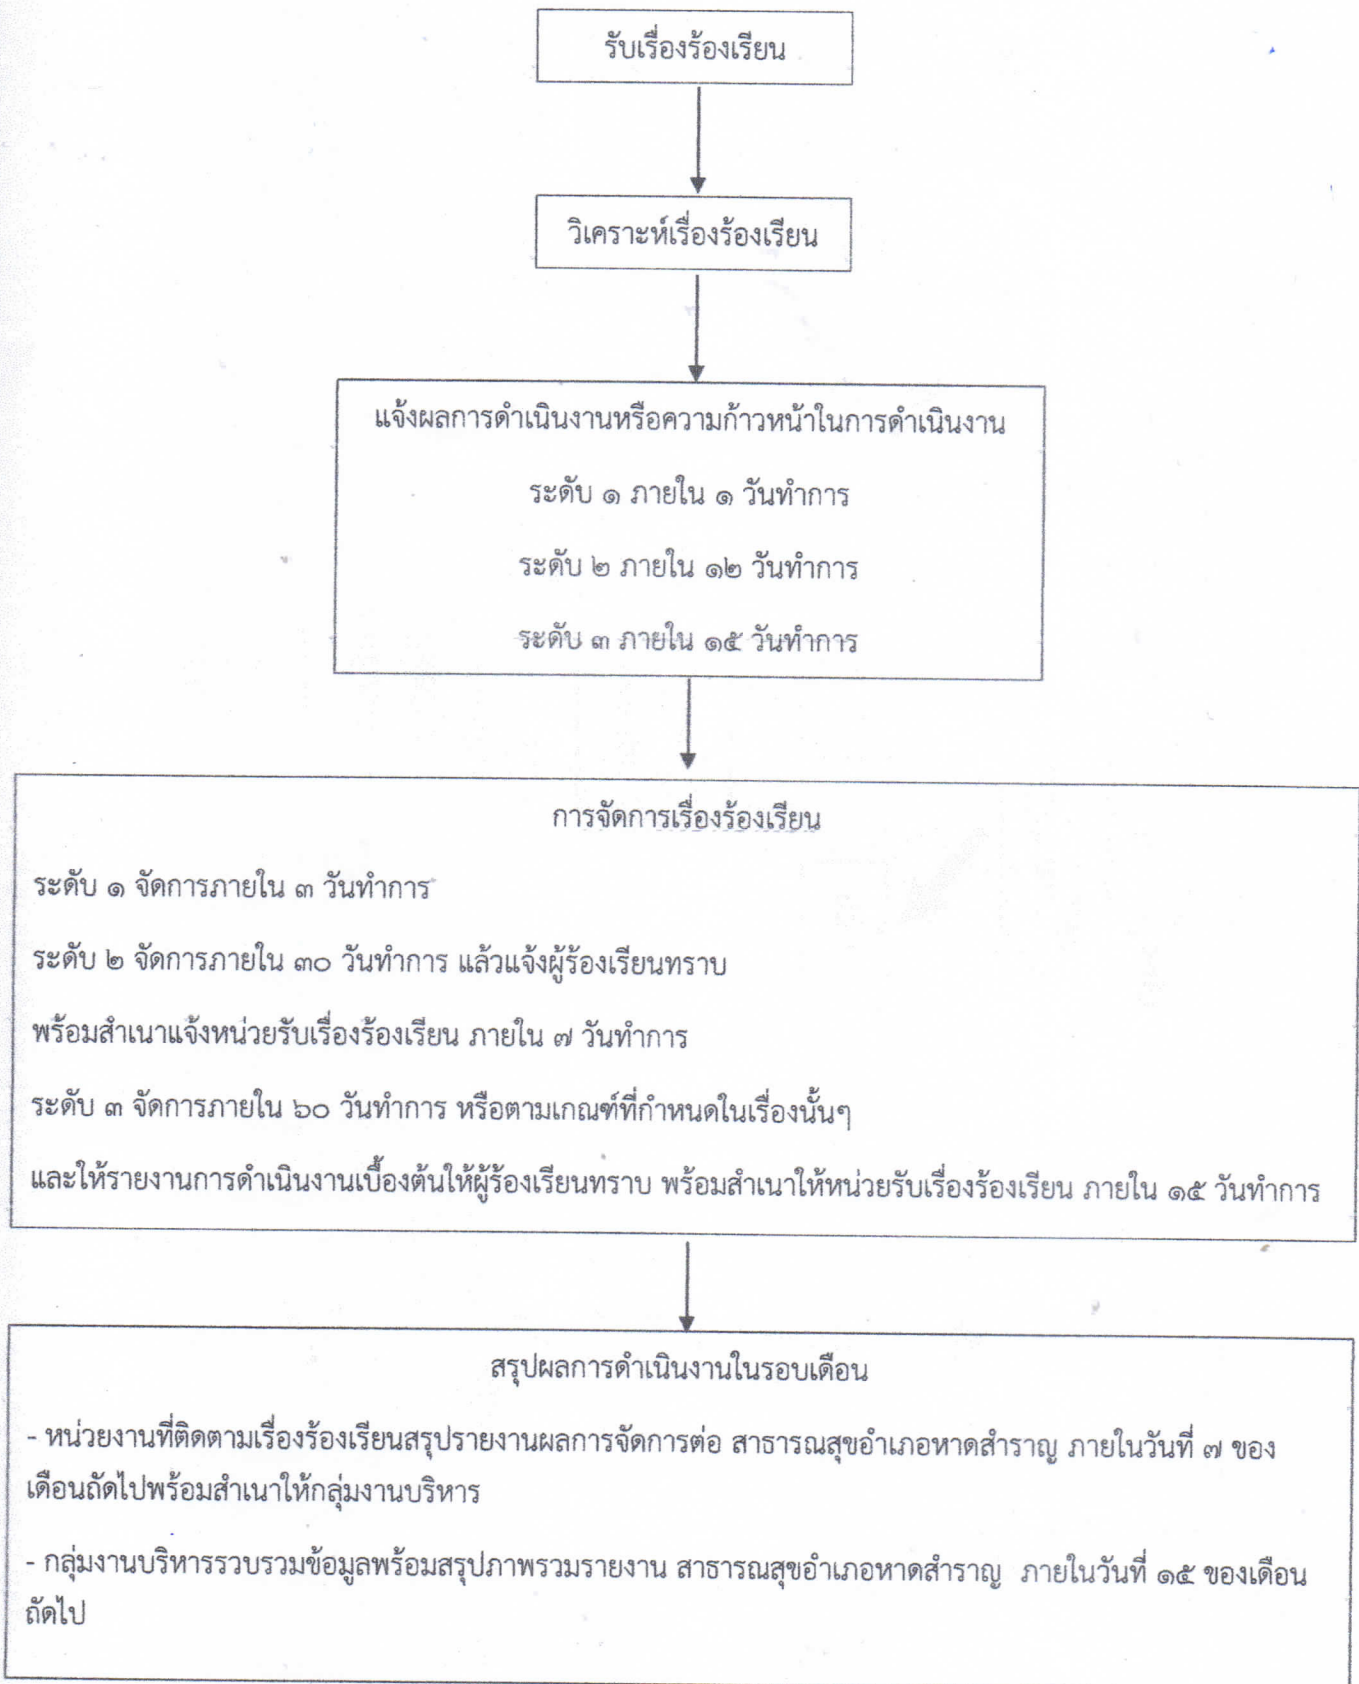 รับเรื่องร้องเรียน
วิเคราะห์เรื่องร้องเรียน
แจ้งผลการดำเนินงานหรือความก้าวหน้าในการดำเนินงาน
ระดับ ๑ ภายใน ๑ วันทำการ
ระดับ ๒ ภายใน ๑๒ วันทำการ
ระดับ ๓ ภายใน ๑๕ วันทำการ
การจัดการเรื่องร้องเรียน
ระดับ ๑ จัดการภายใน ๓ วันทำการ
ระดับ ๒ จัดการภายใน ๓๐ วันทำการ แล้วแจ้งผู้ร้องเรียนทราบ
พร้อมสำเนาแจ้งหน่วยรับเรื่องร้องเรียน ภายใน ๗ วันทำการ
ระดับ ๓ จัดการภายใน ๖๐ วันทำการ หรือตามเกณฑ์ที่กำหนดในเรื่องนั้นๆ
และให้รายงานการดำเนินงานเบื้องต้นให้ผู้ร้องเรียนทราบ พร้อมสำเนาให้หน่วยรับเรื่องร้องเรียน ภายใน ๑๕ วันทำการ
สรุปผลการดำเนินงานในรอบเดือน
- หน่วยงานที่ติดตามเรื่องร้องเรียนสรุปรายงานผลการจัดการต่อ สาธารณสุขอำเภอหาดสำราญ ภายในวันที่ ๗ ของ
เดือนถัดไปพร้อมสำเนาให้กลุ่มงานบริหาร
- กลุ่มงานบริหารรวบรวมข้อมูลพร้อมสรุปภาพรวมรายงาน สาธารณสุขอำเภอหาดสำราญ ภายในวันที่ ๑๕ ของเดือน
ถัดไป